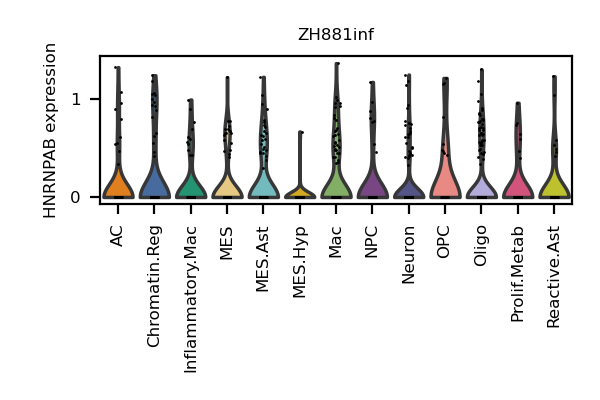 ZH881inf
HNRNPAB expression
1
0
AC
Chromatin.Reg
Inflammatory.Mac
MES
MES.Ast
MES.Hyp
Mac
NPC
Neuron
OPC
Oligo
Prolif.Metab
Reactive.Ast